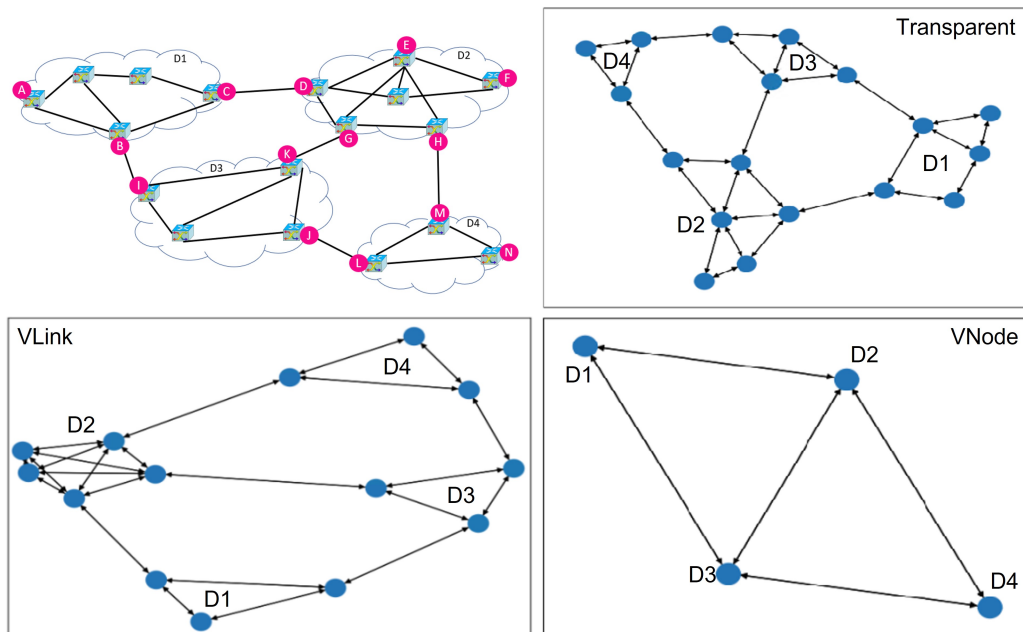 D1
A
C
B
E
D2
D
F
G
H
K
D3
I
J
M
D4
L
N
Transparent
D4
D3
D1
D2
VLink
D4
D2
D3
D1
VNode
D1
D2
D3
D4